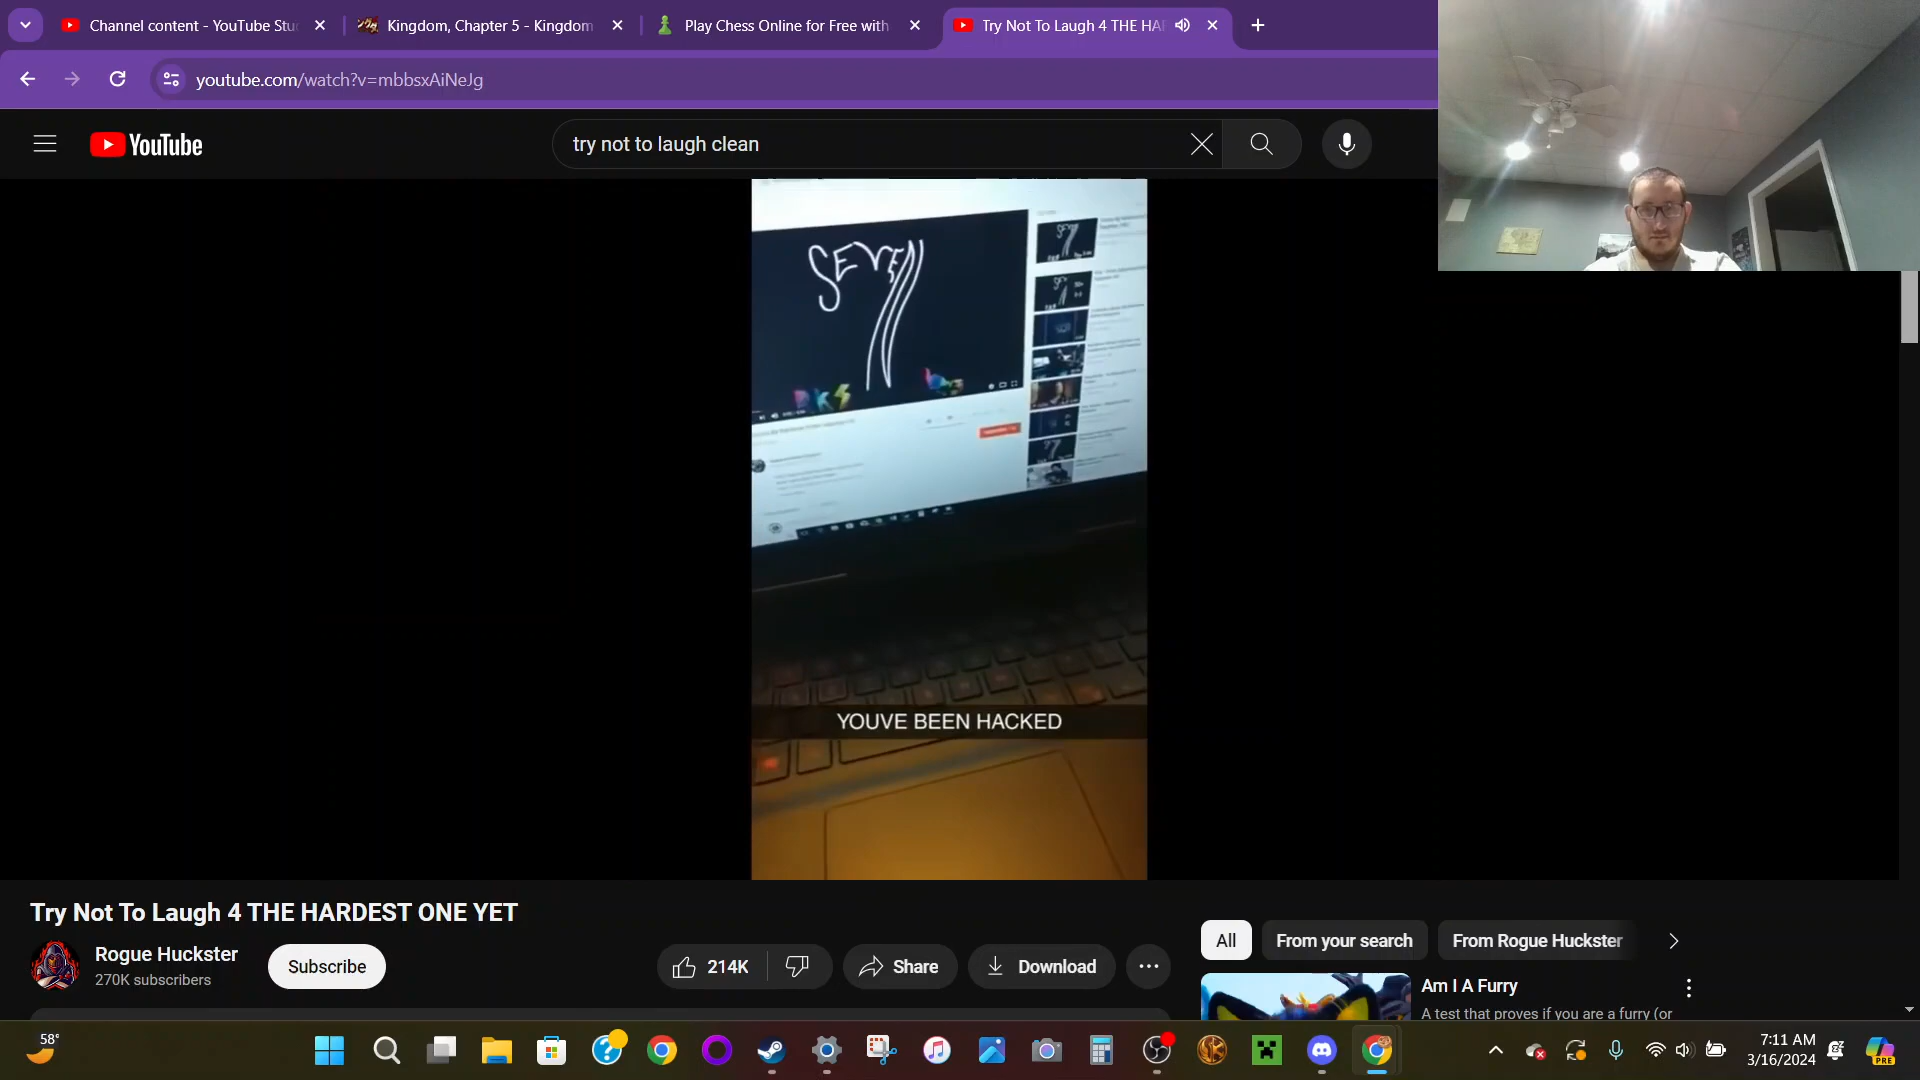 Channel content - YouTube Stu
Kingdom, Chapter 5 - Kingdom
Play Chess Online for Free with
Try Not To Laugh 4 THE HA
youtube.com/watch?v=mbbsxAiNeJg
YouTube
try not to laugh clean
SEVEN
YOUVE BEEN HACKED
Try Not To Laugh 4 THE HARDEST ONE YET
Rogue Huckster
270K subscribers
Subscribe
214K
Share
Download
All
From your search
From Rogue Huckster
Am I A Furry
A test that proves if you are a furry (or
58°
7:11 AM
3/16/2024
PRE